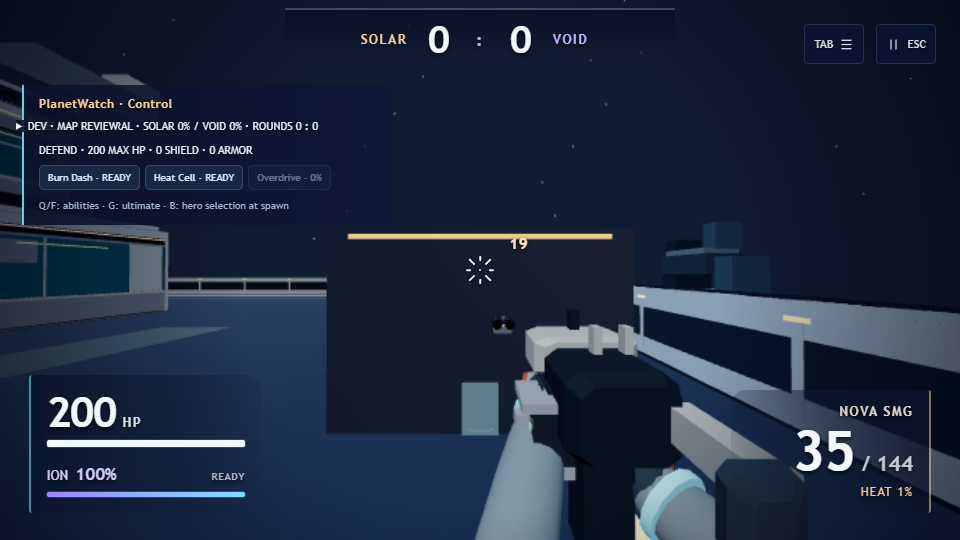 SOLAR 0 : 0 VOID
TAB
ESC
PlanetWatch · Control
DEV · MAP REVIEWRAL · SOLAR 0% / VOID 0% · ROUNDS 0 : 0
DEFEND · 200 MAX HP · 0 SHIELD · 0 ARMOR
Burn Dash - READY
Heat Cell - READY
Overdrive - 0%
Q/F: abilities - G: ultimate - B: hero selection at spawn
19
200 HP
ION 100% READY
NOVA SMG
35 / 144
HEAT 1%